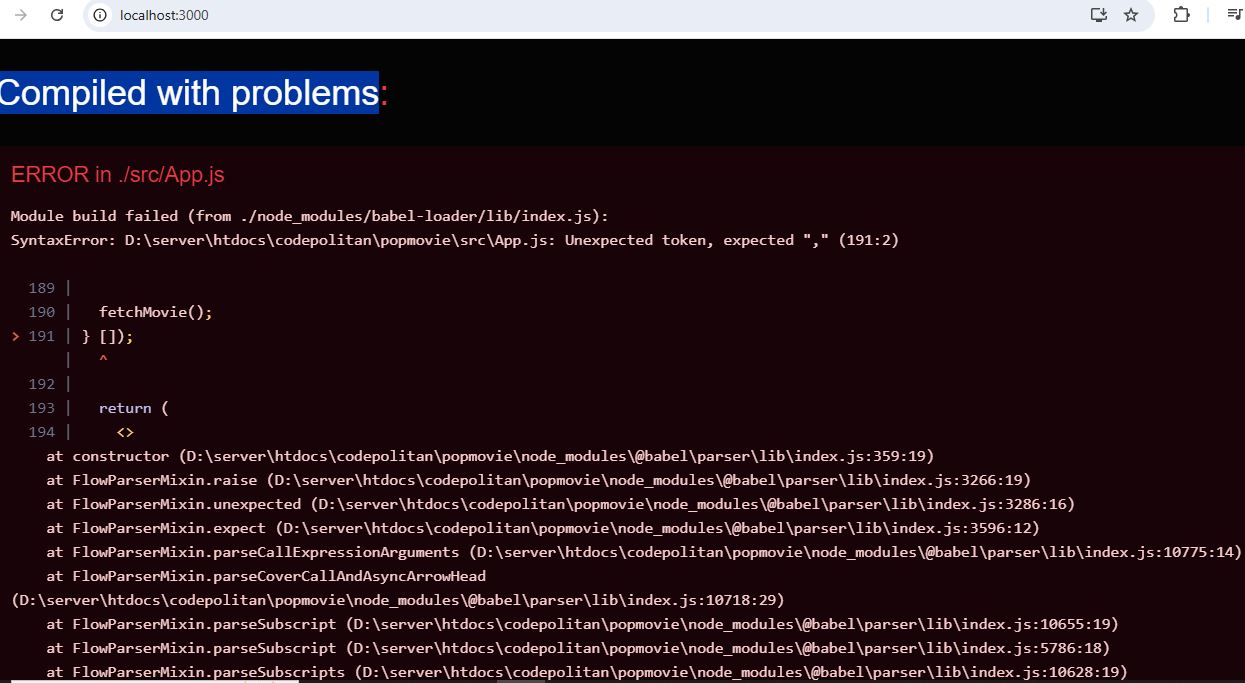 localhost:3000
Compiled with problems:
ERROR in ./src/App.js
Module build failed (from ./node_modules/babel-loader/lib/index.js):
SyntaxError: D:\server\htdocs\codepolitan\popmovie\src\App.js: Unexpected token, expected "," (191:2)
189 |
190 |   fetchMovie();
> 191 | } []);
|   ^
192 |
193 |   return (
194 |     <>
at constructor (D:\server\htdocs\codepolitan\popmovie\node_modules\@babel\parser\lib\index.js:359:19)
at FlowParserMixin.raise (D:\server\htdocs\codepolitan\popmovie\node_modules\@babel\parser\lib\index.js:3266:19)
at FlowParserMixin.unexpected (D:\server\htdocs\codepolitan\popmovie\node_modules\@babel\parser\lib\index.js:3286:16)
at FlowParserMixin.expect (D:\server\htdocs\codepolitan\popmovie\node_modules\@babel\parser\lib\index.js:3596:12)
at FlowParserMixin.parseCallExpressionArguments (D:\server\htdocs\codepolitan\popmovie\node_modules\@babel\parser\lib\index.js:10775:14)
at FlowParserMixin.parseCoverCallAndAsyncArrowHead
(D:\server\htdocs\codepolitan\popmovie\node_modules\@babel\parser\lib\index.js:10718:29)
at FlowParserMixin.parseSubscript (D:\server\htdocs\codepolitan\popmovie\node_modules\@babel\parser\lib\index.js:10655:19)
at FlowParserMixin.parseSubscript (D:\server\htdocs\codepolitan\popmovie\node_modules\@babel\parser\lib\index.js:5786:18)
at FlowParserMixin.parseSubscripts (D:\server\htdocs\codepolitan\popmovie\node_modules\@babel\parser\lib\index.js:10628:19)